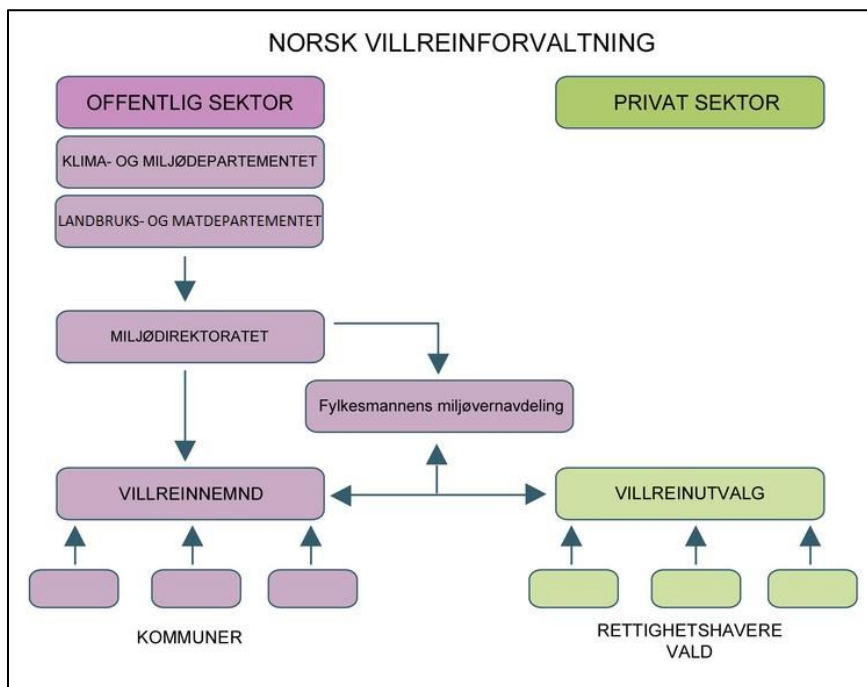 NORSK VILLREINFORVALTNING
OFFENTLIG SEKTOR
PRIVAT SEKTOR
KLIMA- OG MILJØDEPARTEMENTET
LANDBRUKS- OG MATDEPARTEMENTET
MILJØDIREKTORATET
Fylkesmannens miljøvernavdeling
VILLREINNEMND
VILLREINUTVALG
KOMMUNER
RETTIGHETSHAVERE
VALD